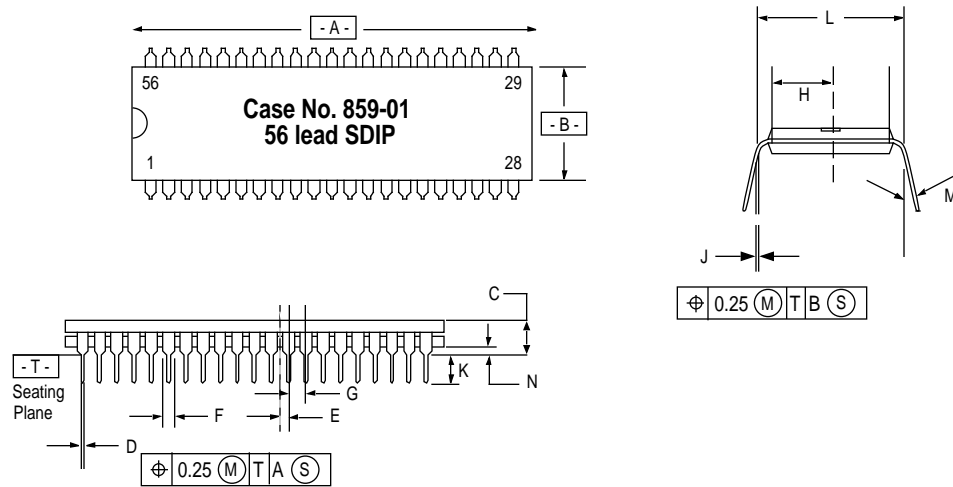 - A -
56
29
Case No. 859-01
56 lead SDIP
- B -
1
28
L
H
M
J
⌖ 0.25 Ⓜ T B Ⓢ
C
- T -
Seating
Plane
K
N
G
F
E
D
⌖ 0.25 Ⓜ T A Ⓢ